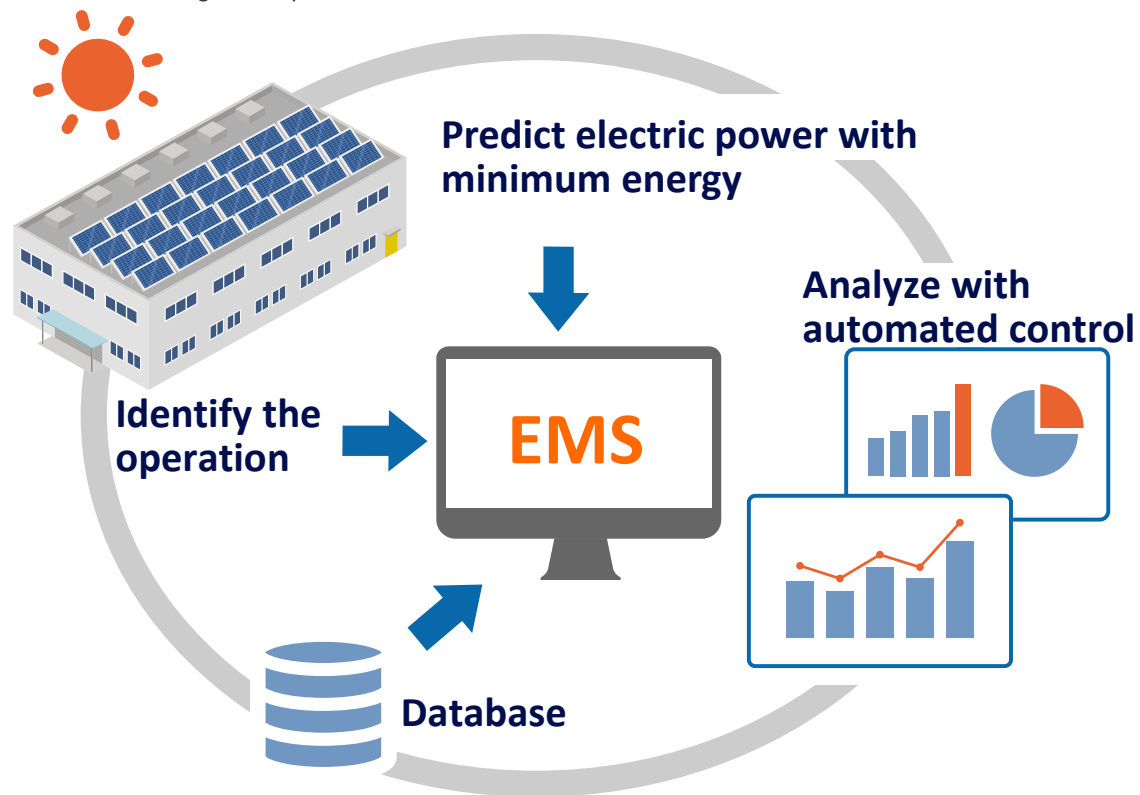 Predict electric power with
minimum energy
Analyze with
automated control
Identify the
operation
EMS
Database